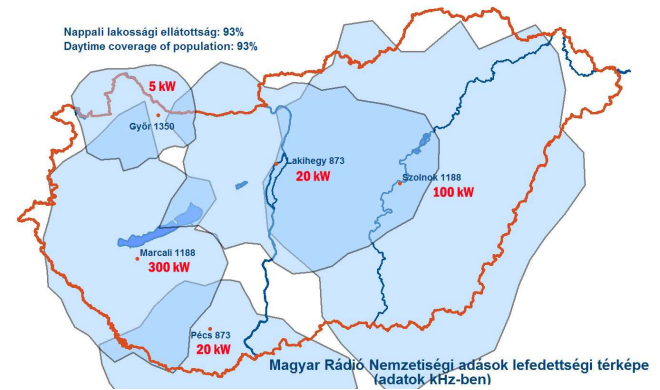 Nappali lakossági ellátottság: 93%
Daytime coverage of population: 93%
5 kW
Győr 1350
Lakihegy 873
20 kW
Szolnok 1188
100 kW
Marcali 1188
300 kW
Pécs 873
20 kW
Magyar Rádió Nemzetiségi adások lefedettségi térképe
(adatok kHz-ben)